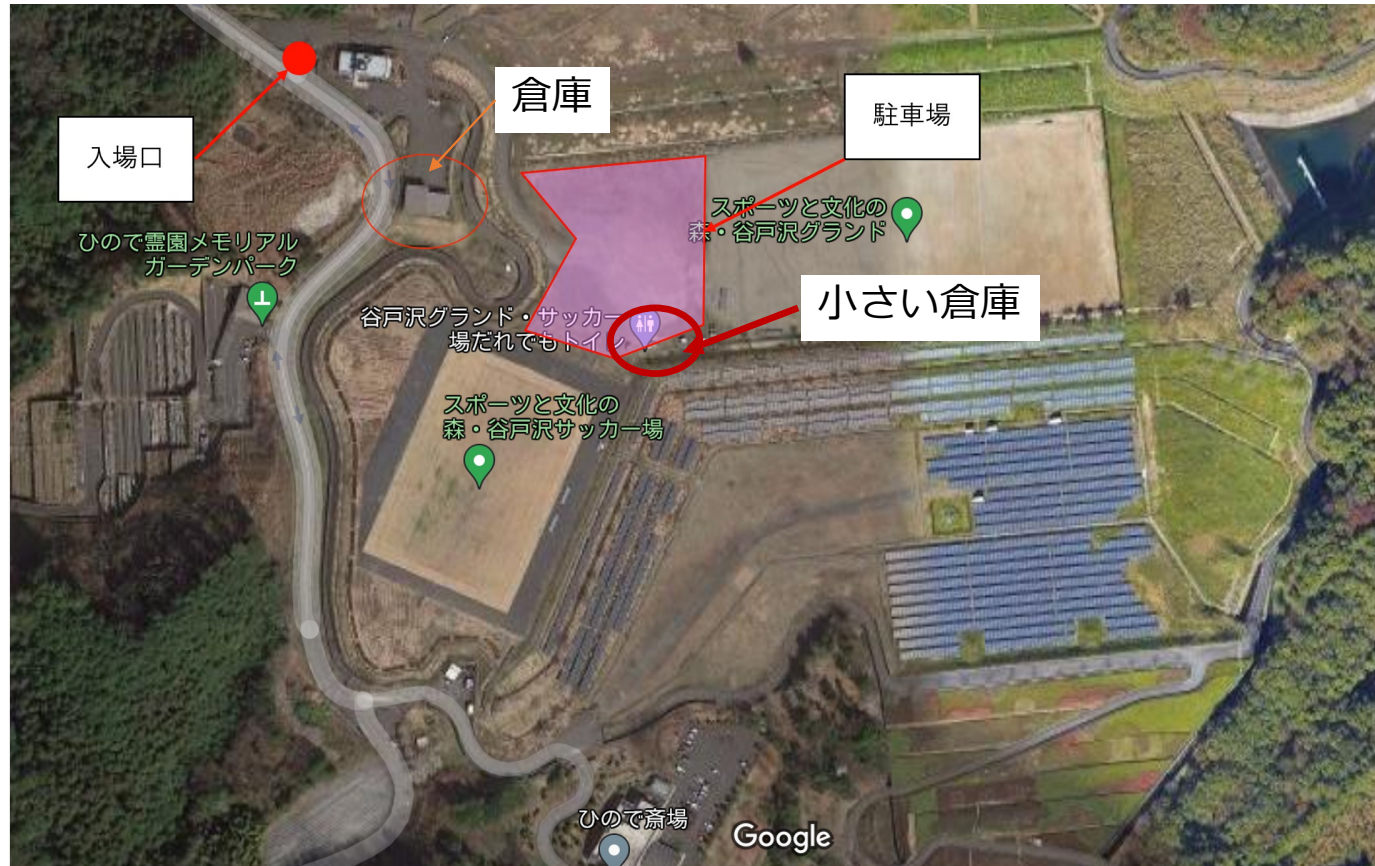 倉庫
駐車場
入場口
スポーツと文化の
森・谷戸沢グランド
ひので霊園メモリアル
ガーデンパーク
小さい倉庫
谷戸沢グランド・サッカー
場だれでもトイレ
スポーツと文化の
森・谷戸沢サッカー場
ひので斎場
Google